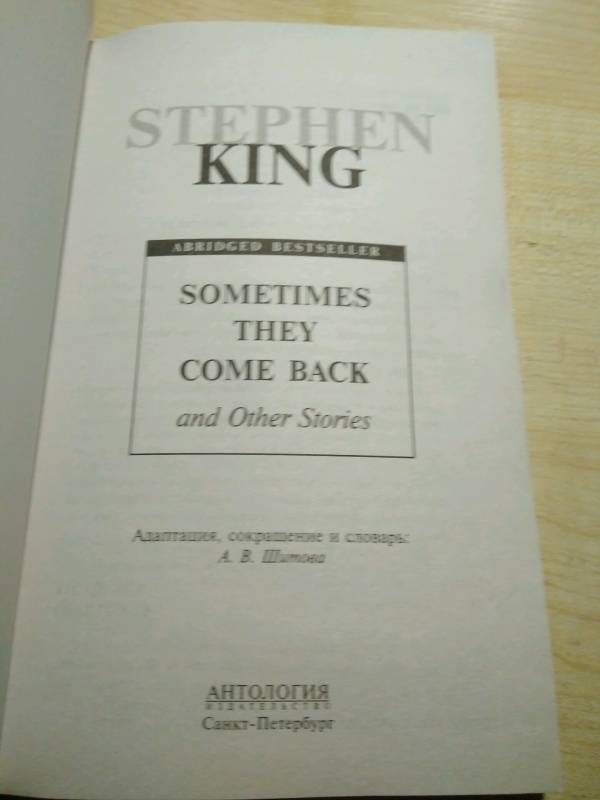 STEPHEN
KING
ABRIDGED BESTSELLER
SOMETIMES
THEY
COME BACK
and Other Stories
Адаптация, сокращение и словарь:
А. В. Шитова
АНТОЛОГИЯ
ИЗДАТЕЛЬСТВО
Санкт-Петербург